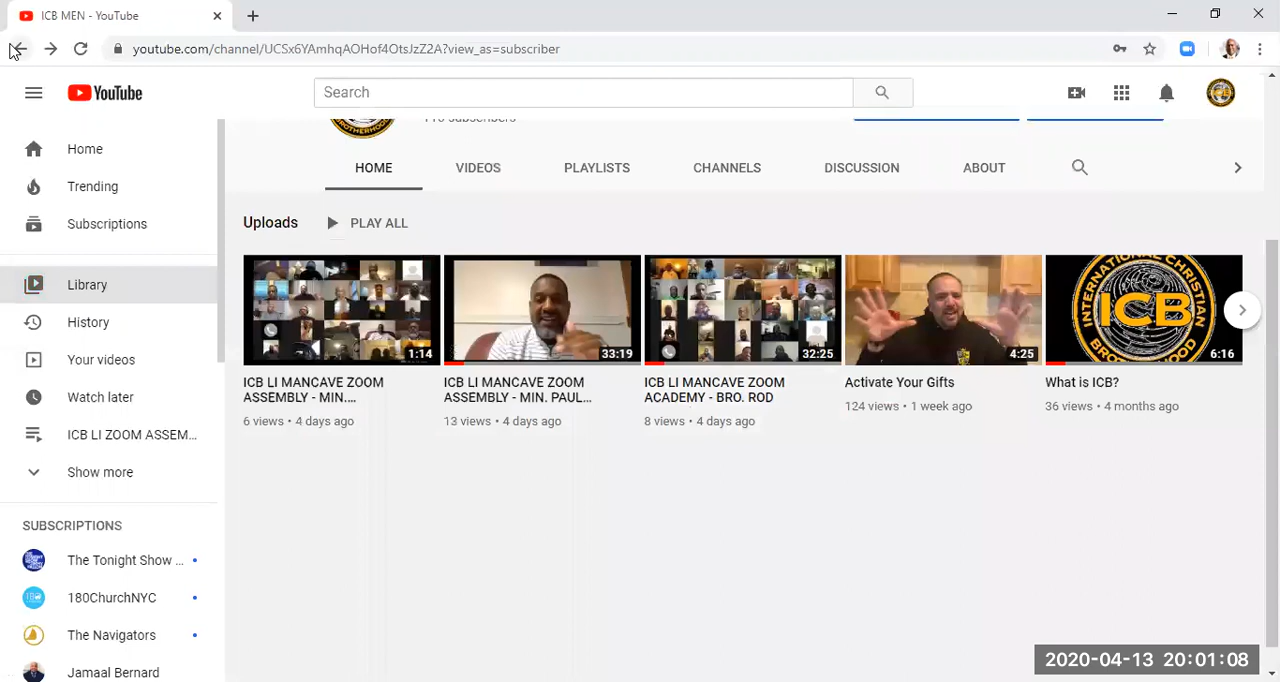 ICB MEN - YouTube
youtube.com/channel/UCSx6YAmhqAOHof4OtsJzZ2A?view_as=subscriber
YouTube
Search
BROTHERHOOD
subscribers
HOME VIDEOS PLAYLISTS CHANNELS DISCUSSION ABOUT
Home
Trending
Subscriptions
Library
History
Your videos
Watch later
ICB LI ZOOM ASSEM...
Show more
SUBSCRIPTIONS
The Tonight Show ...
180ChurchNYC
The Navigators
Jamaal Bernard
Uploads PLAY ALL
1:14
ICB LI MANCAVE ZOOM
ASSEMBLY - MIN....
6 views • 4 days ago
33:19
ICB LI MANCAVE ZOOM
ASSEMBLY - MIN. PAUL...
13 views • 4 days ago
32:25
ICB LI MANCAVE ZOOM
ACADEMY - BRO. ROD
8 views • 4 days ago
4:25
Activate Your Gifts
124 views • 1 week ago
INTERNATIONAL CHRISTIAN
ICB
BROTHERHOOD
6:16
What is ICB?
36 views • 4 months ago
2020-04-13 20:01:08